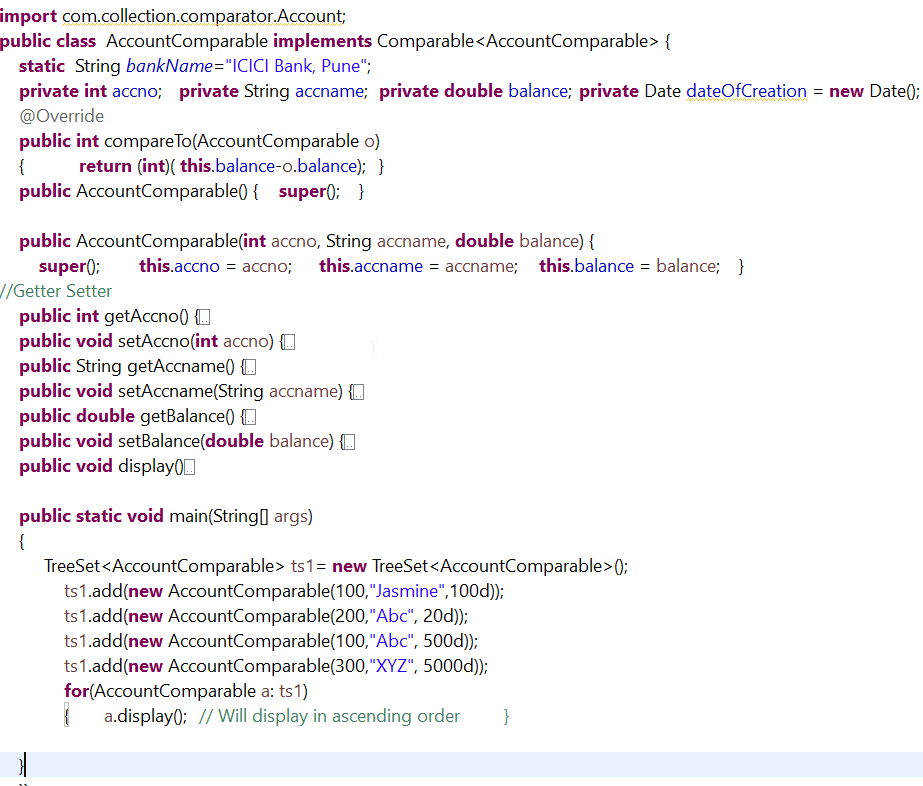 import com.collection.comparator.Account;
public class AccountComparable implements Comparable<AccountComparable> {
static String bankName="ICICI Bank, Pune";
private int accno; private String accname; private double balance; private Date dateOfCreation = new Date();
@Override
public int compareTo(AccountComparable o)
{ return (int)( this.balance-o.balance); }
public AccountComparable() { super(); }
public AccountComparable(int accno, String accname, double balance) {
super(); this.accno = accno; this.accname = accname; this.balance = balance; }
//Getter Setter
public int getAccno() {
public void setAccno(int accno) {
public String getAccname() {
public void setAccname(String accname) {
public double getBalance() {
public void setBalance(double balance) {
public void display()
public static void main(String[] args)
{
TreeSet<AccountComparable> ts1= new TreeSet<AccountComparable>();
ts1.add(new AccountComparable(100,"Jasmine",100d));
ts1.add(new AccountComparable(200,"Abc", 20d));
ts1.add(new AccountComparable(100,"Abc", 500d));
ts1.add(new AccountComparable(300,"XYZ", 5000d));
for(AccountComparable a: ts1)
{ a.display(); // Will display in ascending order }
}